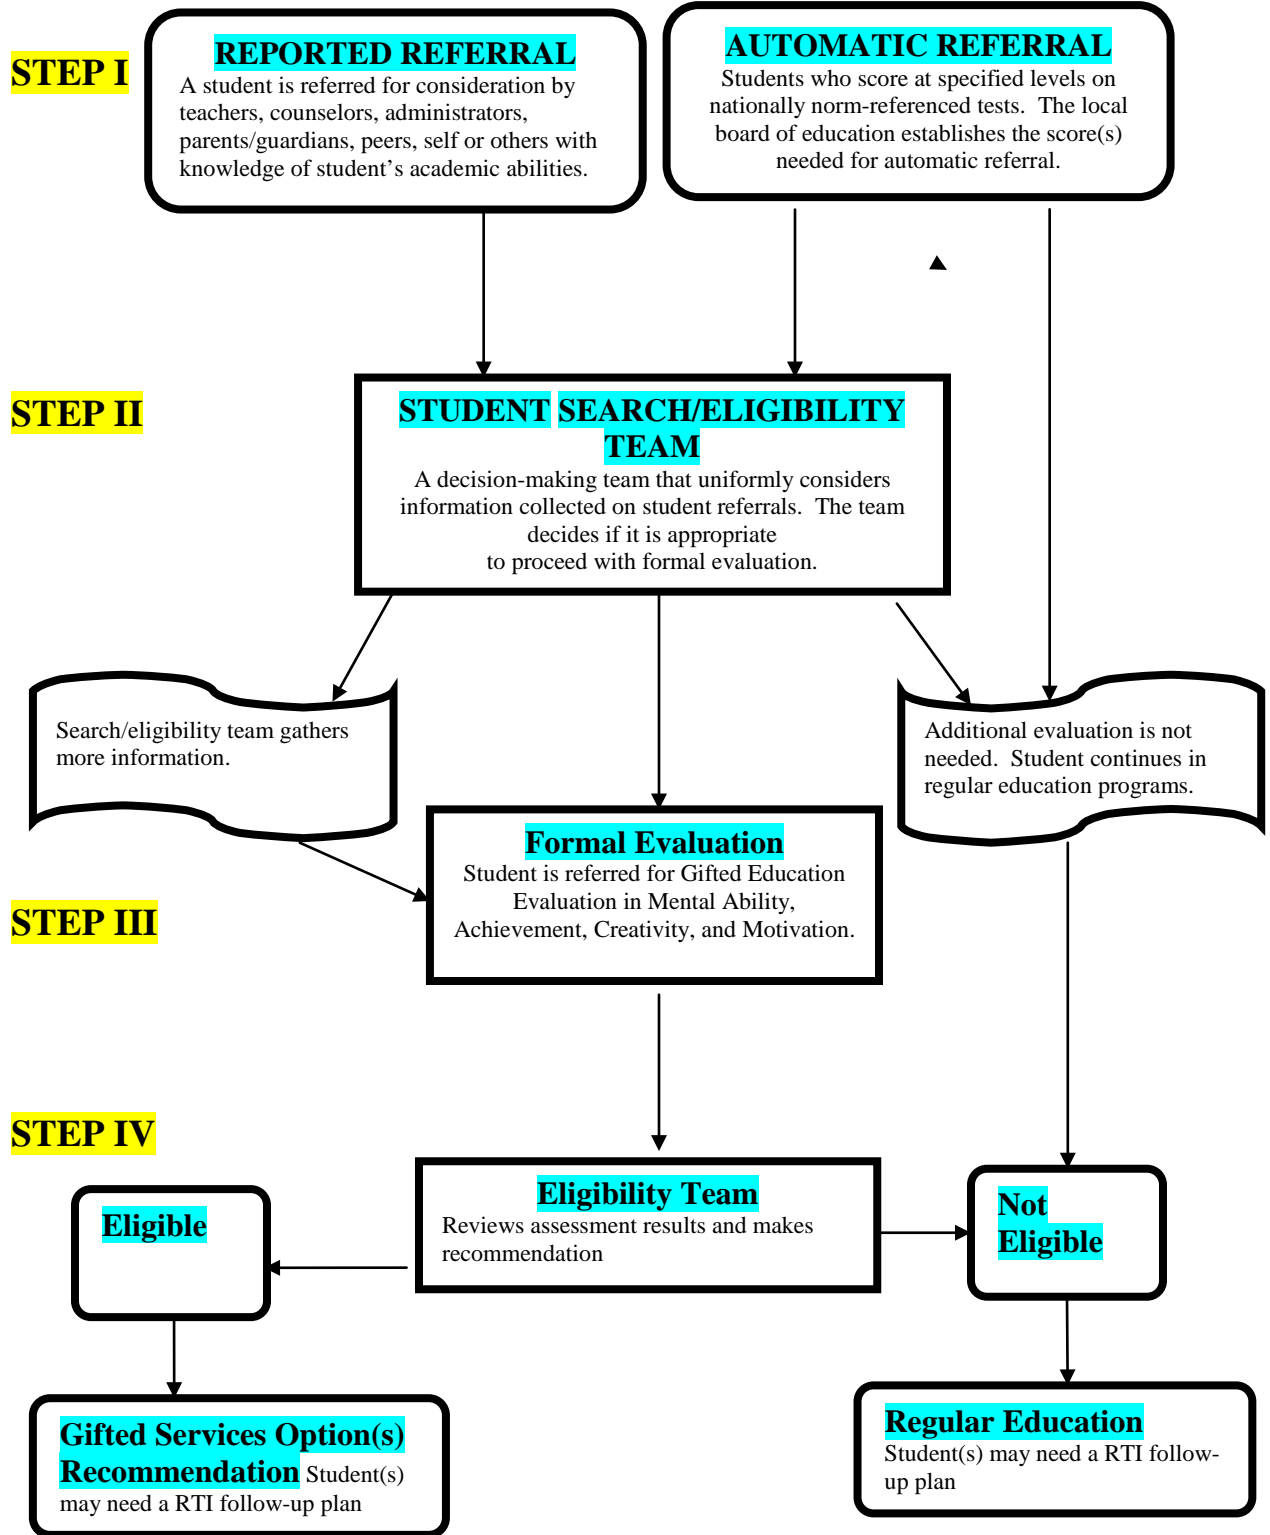 STEP I
REPORTED REFERRAL
A student is referred for consideration by
teachers, counselors, administrators,
parents/guardians, peers, self or others with
knowledge of student’s academic abilities.
AUTOMATIC REFERRAL
Students who score at specified levels on
nationally norm-referenced tests.  The local
board of education establishes the score(s)
needed for automatic referral.
STEP II
STUDENT SEARCH/ELIGIBILITY
TEAM
A decision-making team that uniformly considers
information collected on student referrals.  The team
decides if it is appropriate
to proceed with formal evaluation.
Search/eligibility team gathers
more information.
Additional evaluation is not
needed.  Student continues in
regular education programs.
STEP III
Formal Evaluation
Student is referred for Gifted Education
Evaluation in Mental Ability,
Achievement, Creativity, and Motivation.
STEP IV
Eligible
Eligibility Team
Reviews assessment results and makes
recommendation
Not
Eligible
Gifted Services Option(s)
Recommendation Student(s)
may need a RTI follow-up plan
Regular Education
Student(s) may need a RTI follow-
up plan